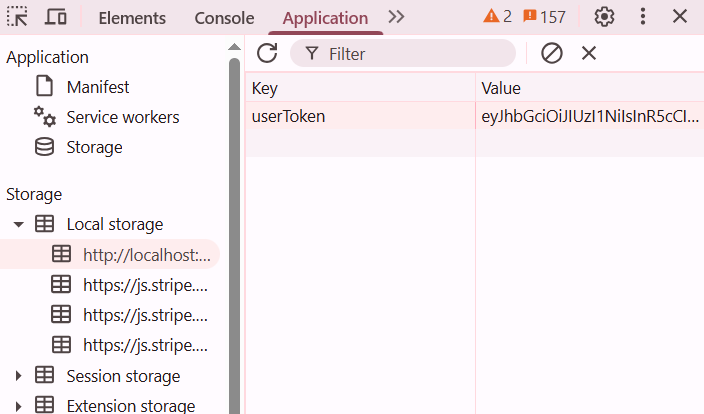 Elements Console Application 2 157
Application
Manifest
Service workers
Storage
Storage
Local storage
http://localhost:...
https://js.stripe....
https://js.stripe....
https://js.stripe....
Session storage
Extension storage
Filter
Key Value
userToken eyJhbGciOiJIUzI1NiIsInR5cCI...